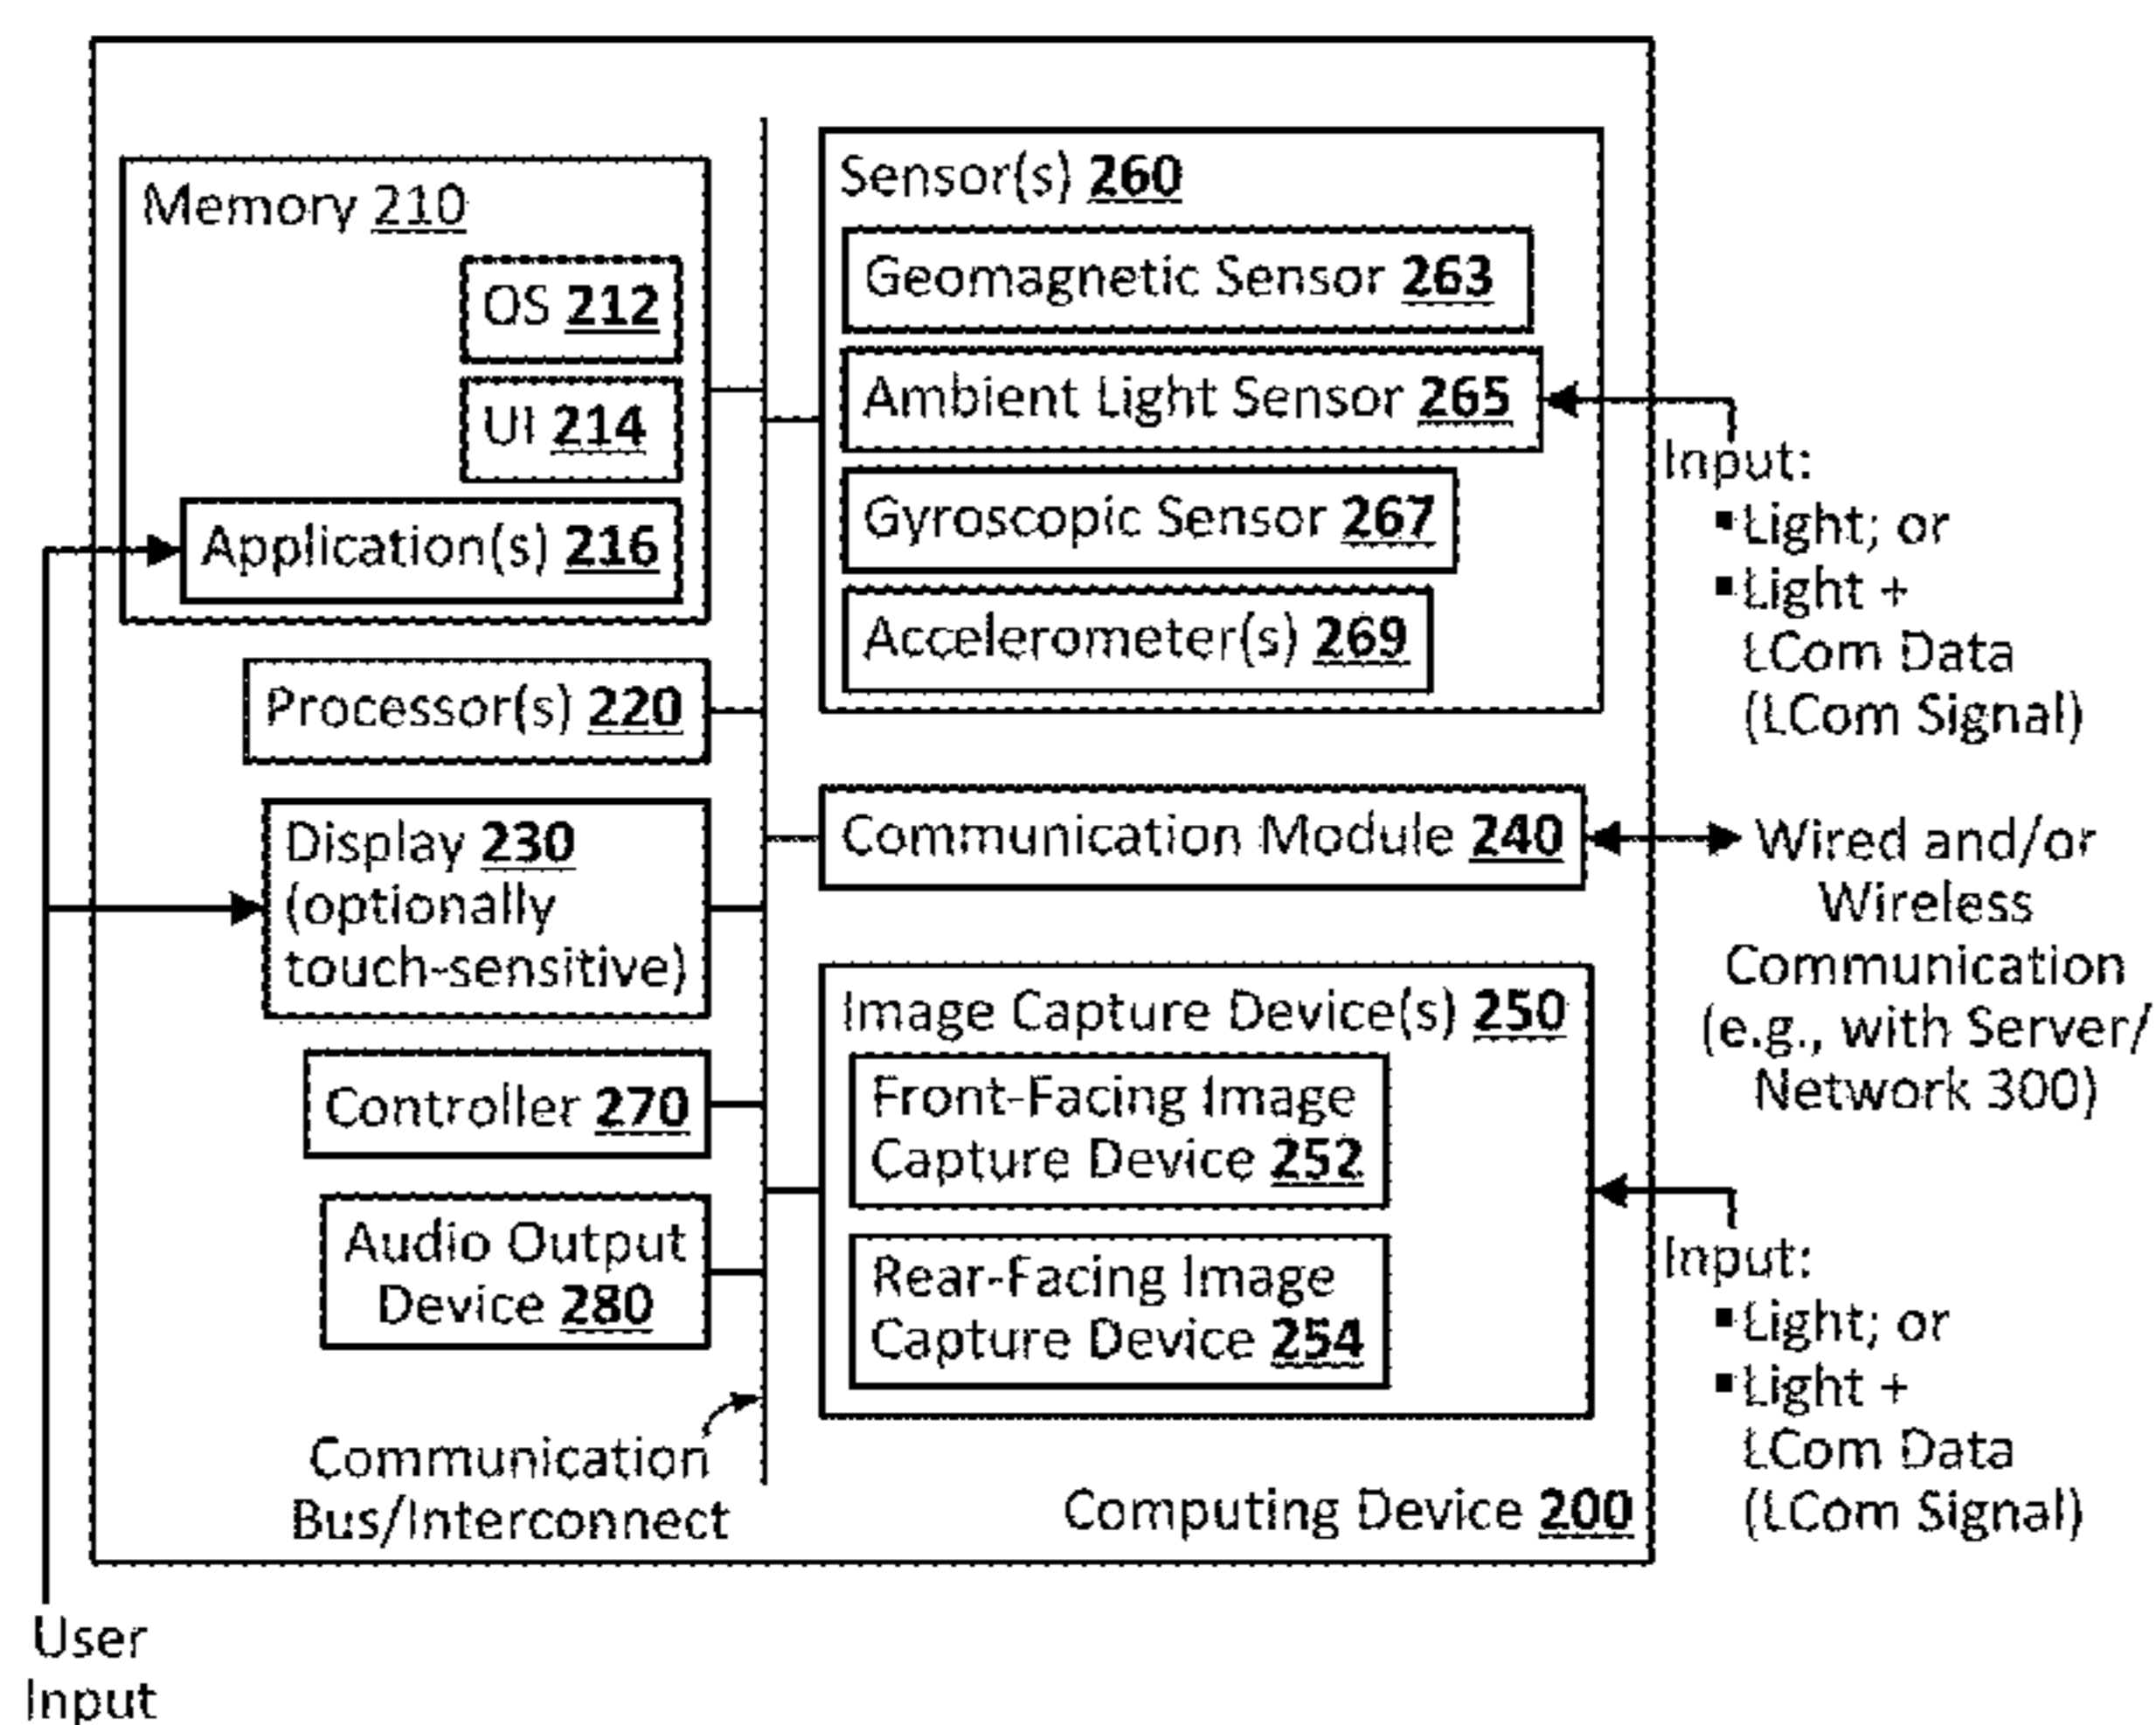 Memory 210
OS 212
UI 214
Application(s) 216
Processor(s) 220
Display 230
(optionally
touch-sensitive)
Controller 270
Audio Output
Device 280
Communication
Bus/Interconnect
Sensor(s) 260
Geomagnetic Sensor 263
Ambient Light Sensor 265
Gyroscopic Sensor 267
Accelerometer(s) 269
Communication Module 240
Image Capture Device(s) 250
Front-Facing Image
Capture Device 252
Rear-Facing Image
Capture Device 254
Computing Device 200
Input:
▪Light; or
▪Light +
LCom Data
(LCom Signal)
Wired and/or
Wireless
Communication
(e.g., with Server/
Network 300)
Input:
▪Light; or
▪Light +
LCom Data
(LCom Signal)
User
Input